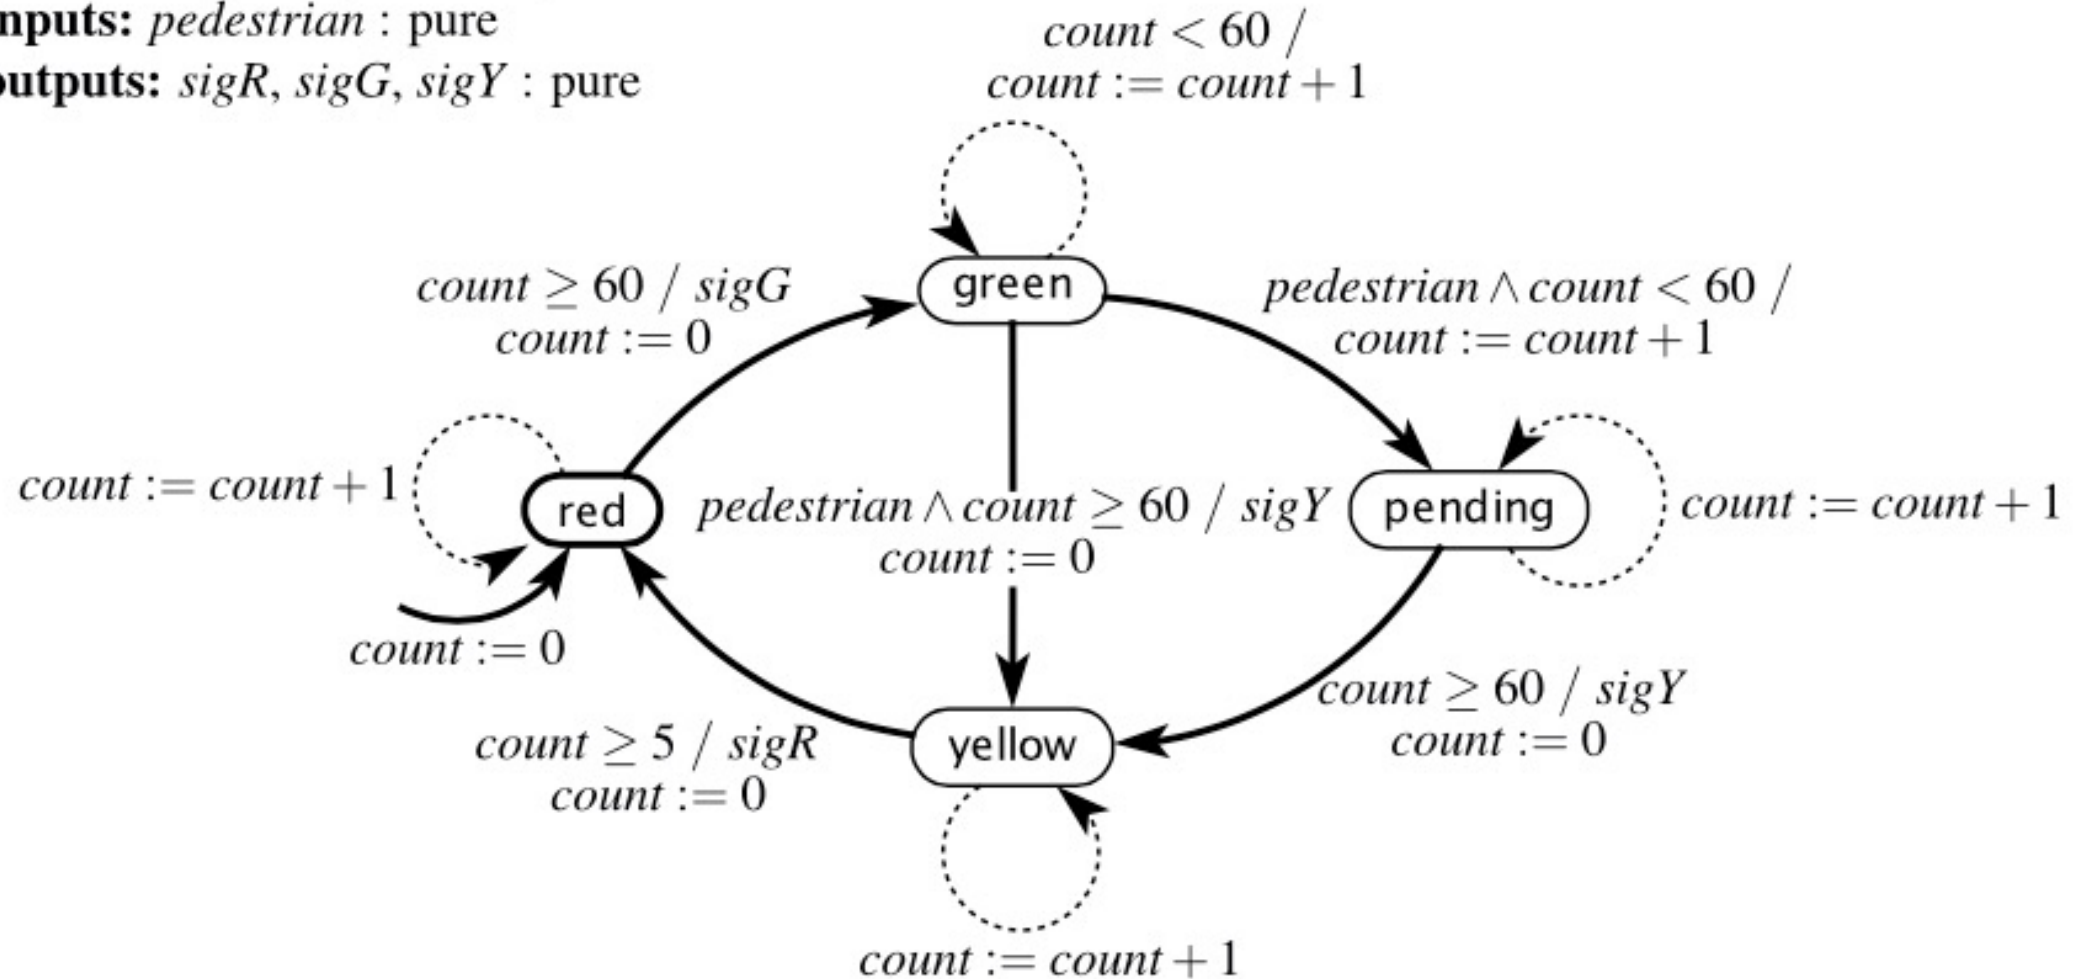 nputs: pedestrian : pure
outputs: sigR, sigG, sigY : pure
count < 60 /
count := count + 1
green
count ≥ 60 / sigG
count := 0
pedestrian ∧ count < 60 /
count := count + 1
count := count + 1
red
pedestrian ∧ count ≥ 60 / sigY
count := 0
pending
count := count + 1
count := 0
count ≥ 60 / sigY
count := 0
count ≥ 5 / sigR
count := 0
yellow
count := count + 1